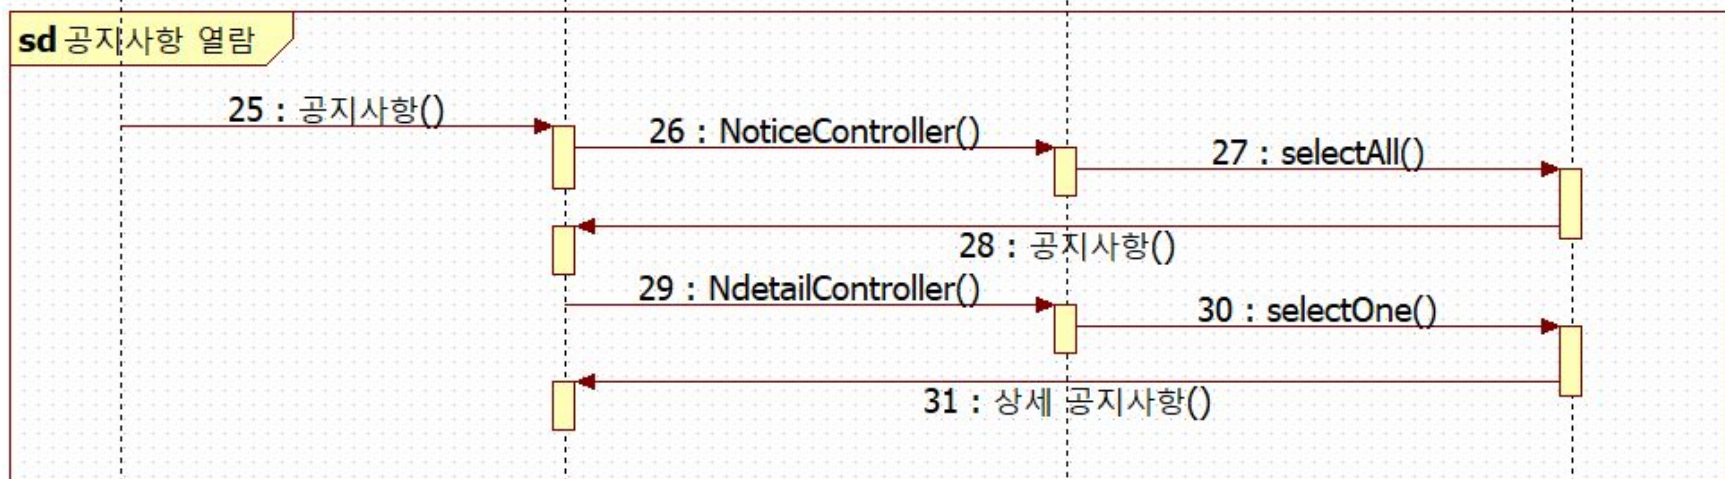 sd 공지사항 열람
25 : 공지사항()
26 : NoticeController()
27 : selectAll()
28 : 공지사항()
29 : NdetailController()
30 : selectOne()
31 : 상세 공지사항()